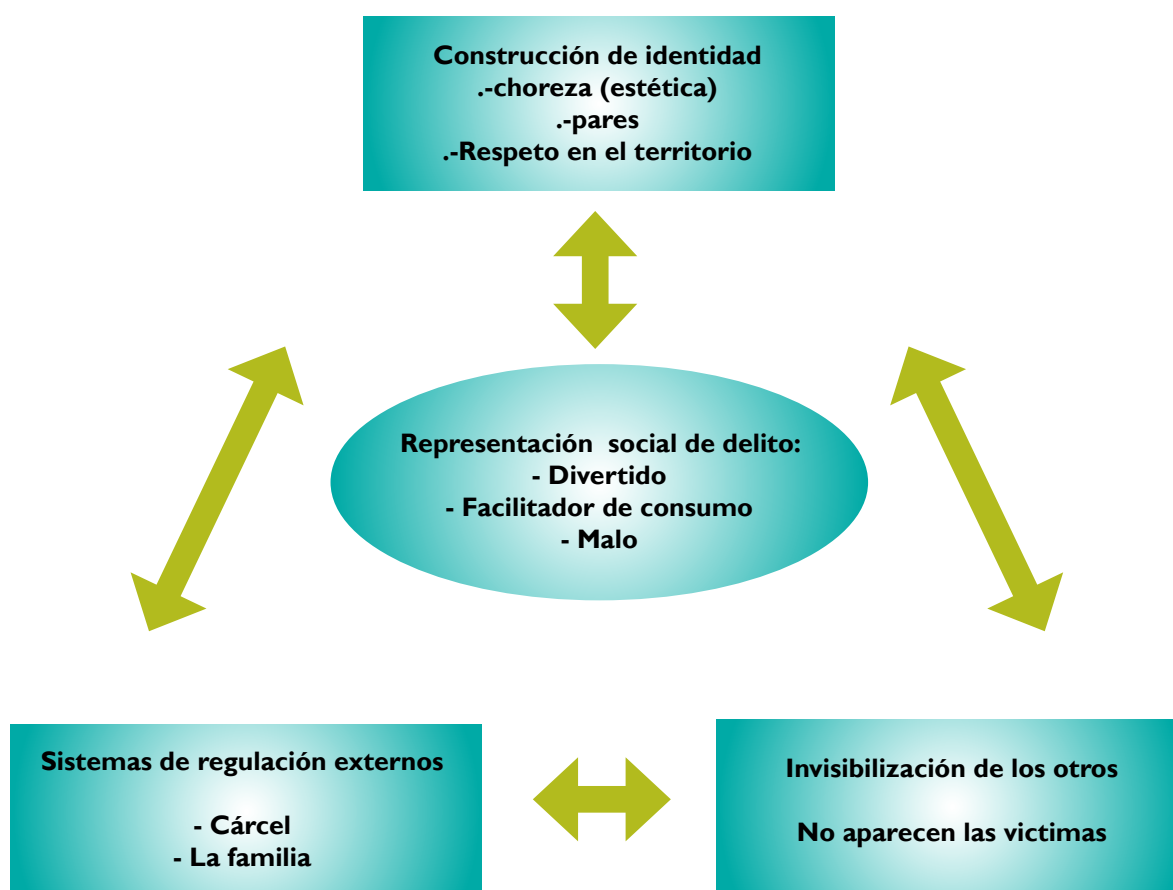 Construcción de identidad
.-choreza (estética)
.-pares
.-Respeto en el territorio
Representación social de delito:
- Divertido
- Facilitador de consumo
- Malo
Sistemas de regulación externos
- Cárcel
- La familia
Invisibilización de los otros
No aparecen las victimas